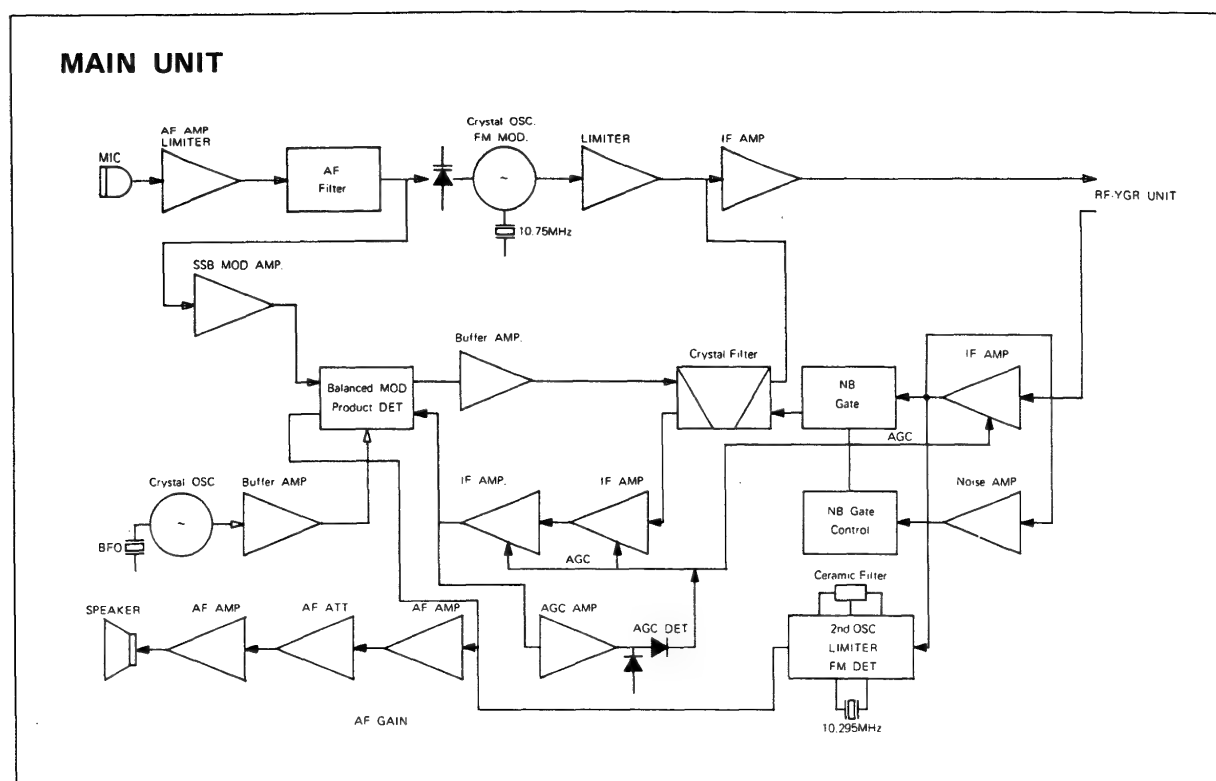 MAIN UNIT
MIC
AF AMP
LIMITER
AF
Filter
Crystal OSC.
FM MOD.
10.75MHz
LIMITER
IF AMP
RF-YGR UNIT
SSB MOD AMP.
Balanced MOD
Product DET
Buffer AMP.
Crystal Filter
NB
Gate
IF AMP
AGC
Crystal OSC
BFO
Buffer AMP
IF AMP.
IF AMP
AGC
NB Gate
Control
Noise AMP
SPEAKER
AF AMP
AF ATT
AF AMP
AGC AMP
AGC DET
Ceramic Filter
2nd OSC
LIMITER
FM DET
10.295MHz
AF GAIN